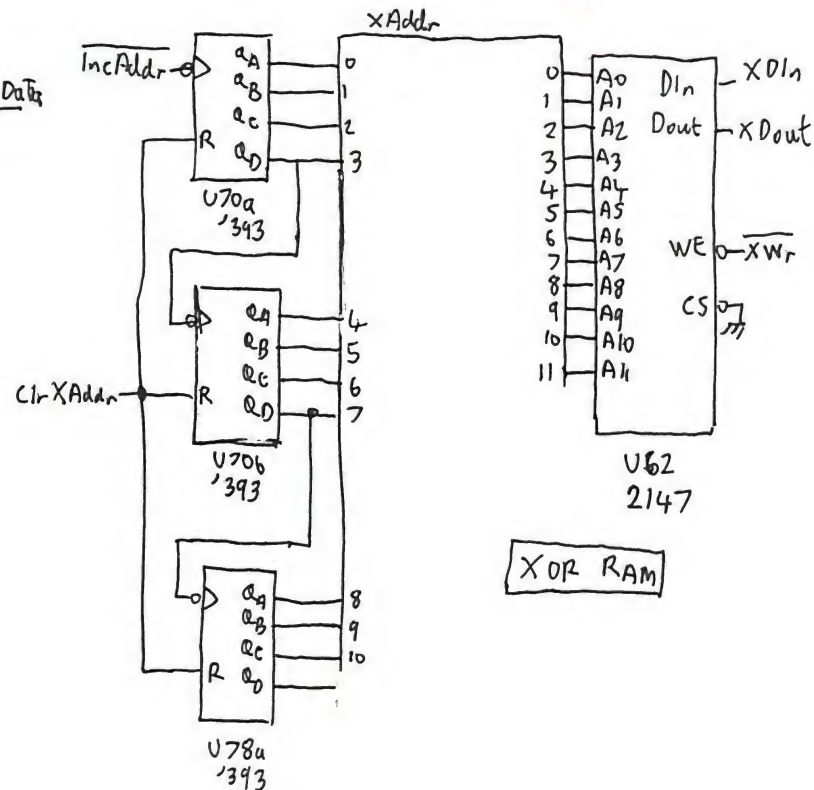 xAddr
IncAddr
Data
QA
QB
QC
QD
R
0
1
2
3
U70a
'393
QA
QB
QC
QD
R
4
5
6
7
ClrXAddr
U70b
'393
QA
QB
QC
QD
R
8
9
10
U78a
'393
0 A0
1 A1
2 A2
3 A3
4 A4
5 A5
6 A6
7 A7
8 A8
9 A9
10 A10
11 A11
DIn XDIn
Dout XDout
WE XWr
CS
U62
2147
XOR RAM